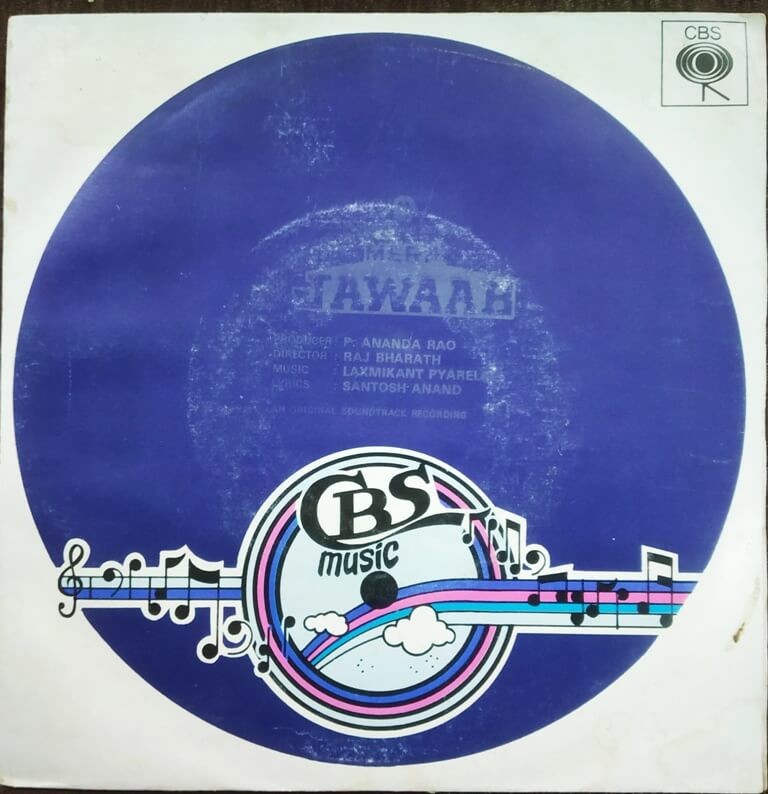 CBS
MERA
JAWAAB
PRODUCER : P. ANANDA RAO
DIRECTOR : RAJ BHARATH
MUSIC : LAXMIKANT PYARELAL
LYRICS : SANTOSH ANAND
AN ORIGINAL SOUNDTRACK RECORDING
CBS
music